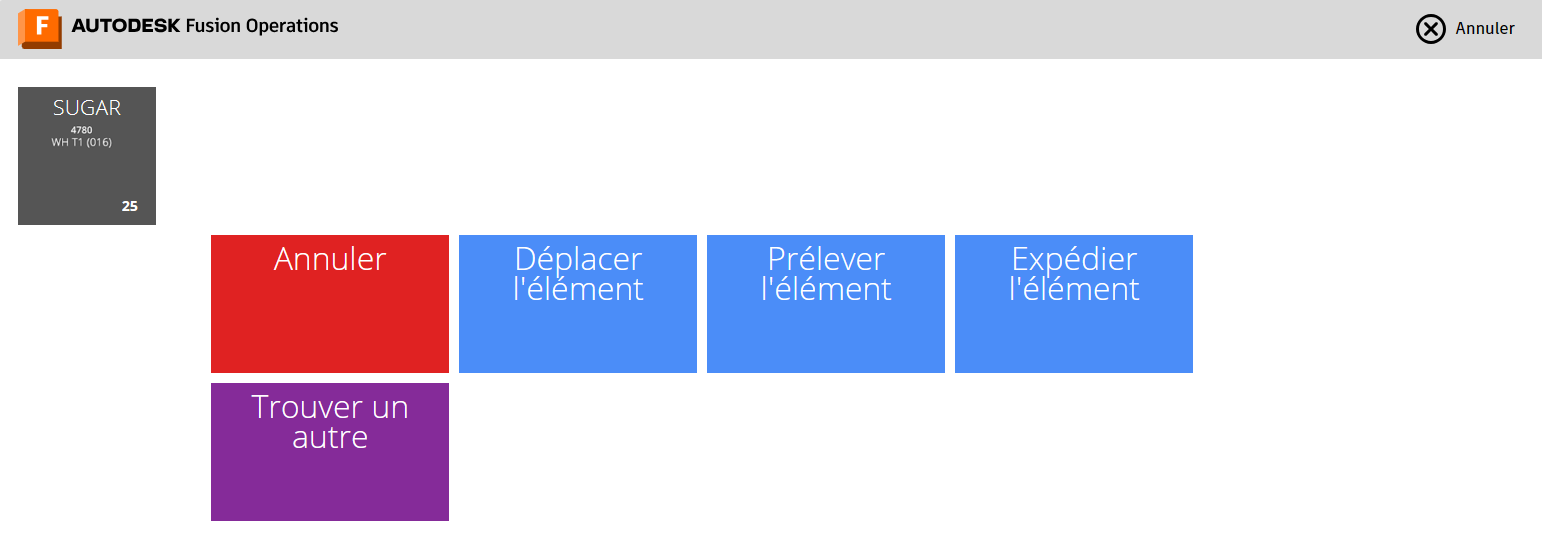 F AUTODESK Fusion Operations
Annuler
SUGAR
4780
WH T1 (016)
25
Annuler
Déplacer
l'élément
Prélever
l'élément
Expédier
l'élément
Trouver un
autre